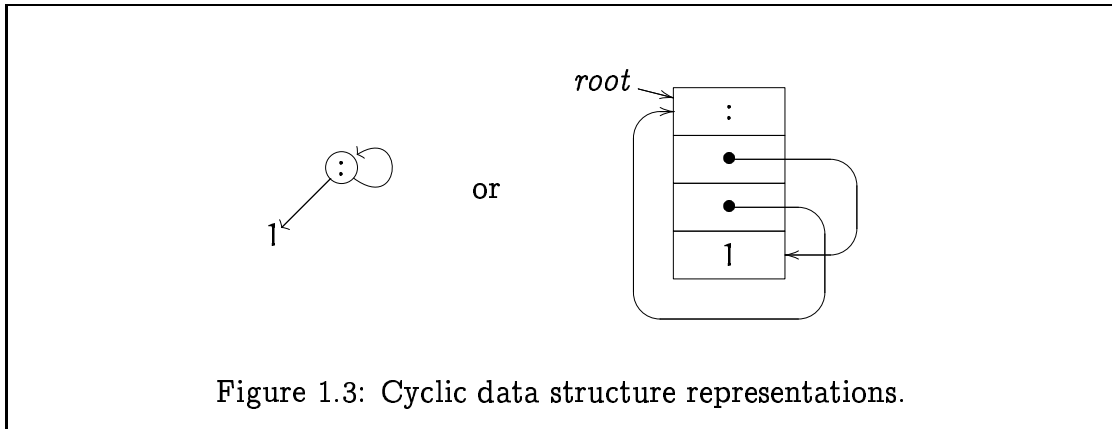 root
:
:
or
1
1
Figure 1.3: Cyclic data structure representations.